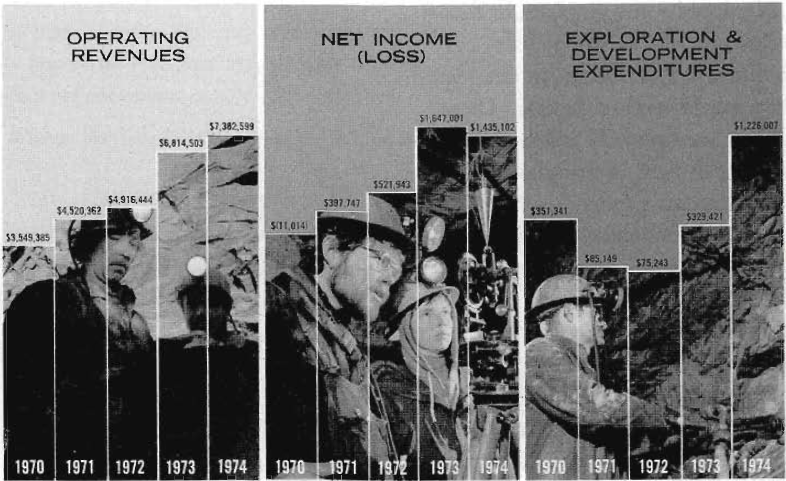 OPERATING
REVENUES
$3,549,385
$4,520,362
$4,916,444
$6,814,503
$7,382,599
1970 1971 1972 1973 1974
NET INCOME
(LOSS)
$(11,014)
$397,747
$521,943
$1,647,001
$1,435,102
1970 1971 1972 1973 1974
EXPLORATION &
DEVELOPMENT
EXPENDITURES
$351,341
$85,149
$75,243
$329,421
$1,226,007
1970 1971 1972 1973 1974